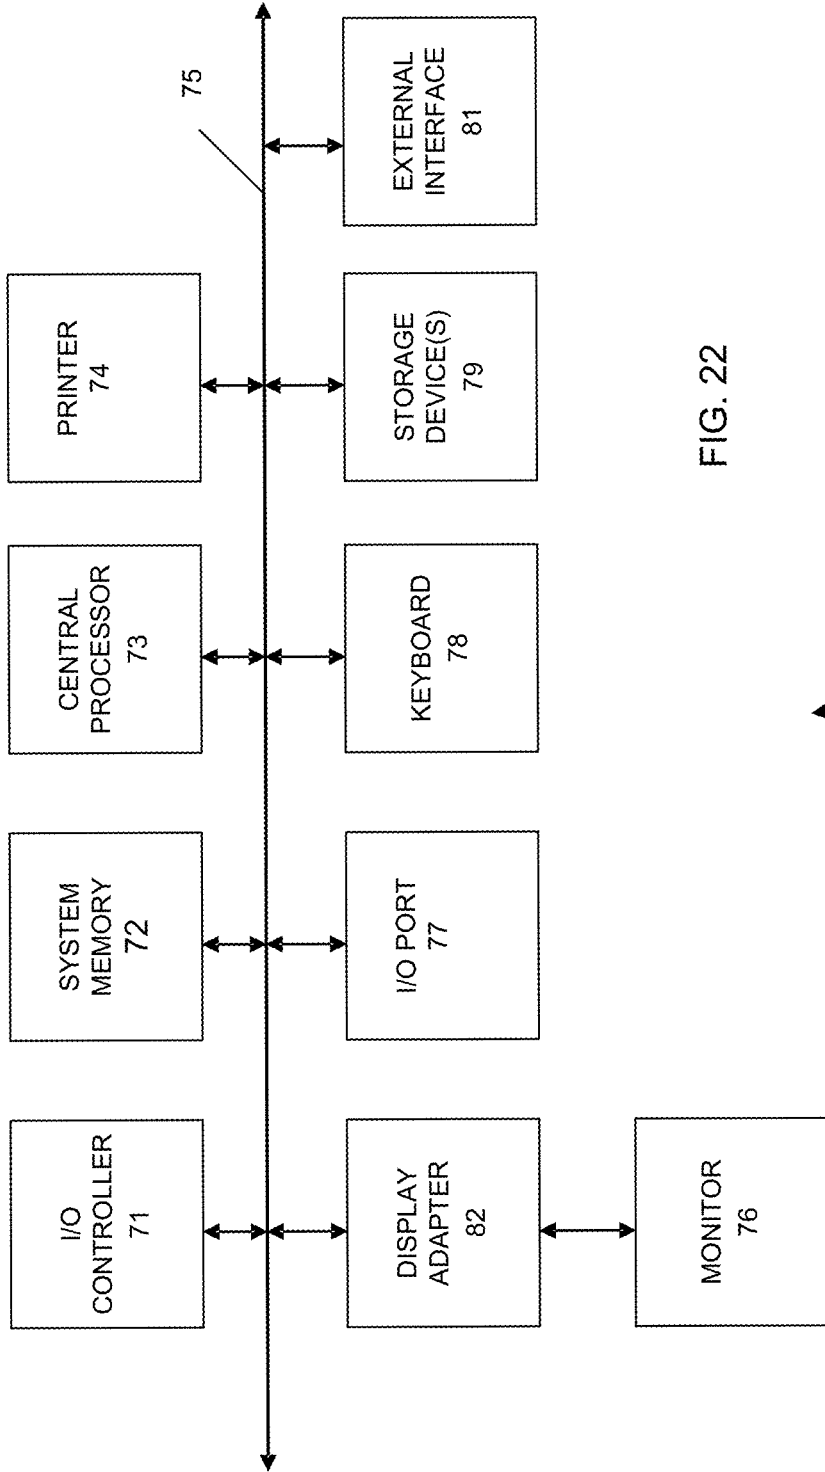 I/O
CONTROLLER
71
SYSTEM
MEMORY
72
CENTRAL
PROCESSOR
73
PRINTER
74
75
DISPLAY
ADAPTER
82
I/O PORT
77
KEYBOARD
78
STORAGE
DEVICE(S)
79
EXTERNAL
INTERFACE
81
MONITOR
76
FIG. 22